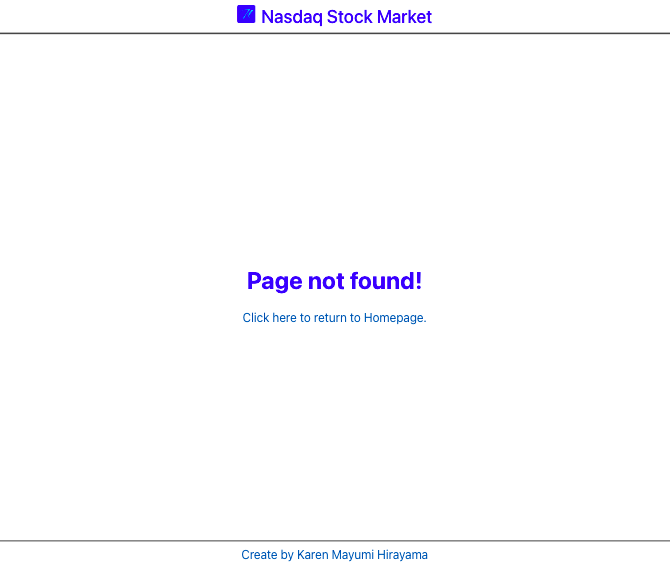 Nasdaq Stock Market
Page not found!
Click here to return to Homepage.
Create by Karen Mayumi Hirayama